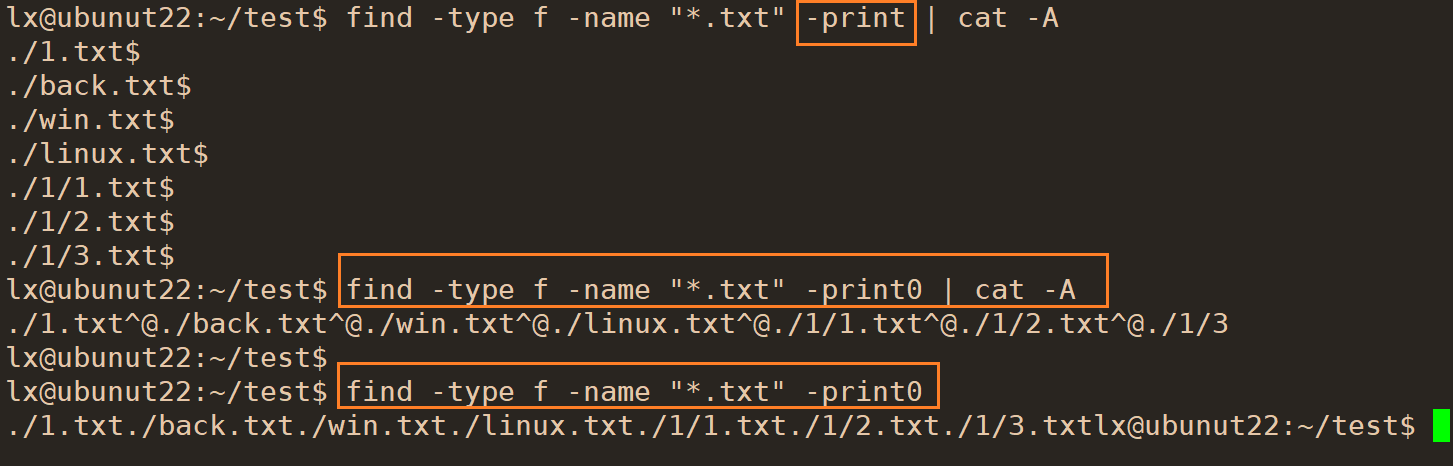 lx@ubunut22:~/test$ find -type f -name "*.txt" -print | cat -A
./1.txt$
./back.txt$
./win.txt$
./linux.txt$
./1/1.txt$
./1/2.txt$
./1/3.txt$
lx@ubunut22:~/test$ find -type f -name "*.txt" -print0 | cat -A
./1.txt^@./back.txt^@./win.txt^@./linux.txt^@./1/1.txt^@./1/2.txt^@./1/3
lx@ubunut22:~/test$
lx@ubunut22:~/test$ find -type f -name "*.txt" -print0
./1.txt./back.txt./win.txt./linux.txt./1/1.txt./1/2.txt./1/3.txtlx@ubunut22:~/test$